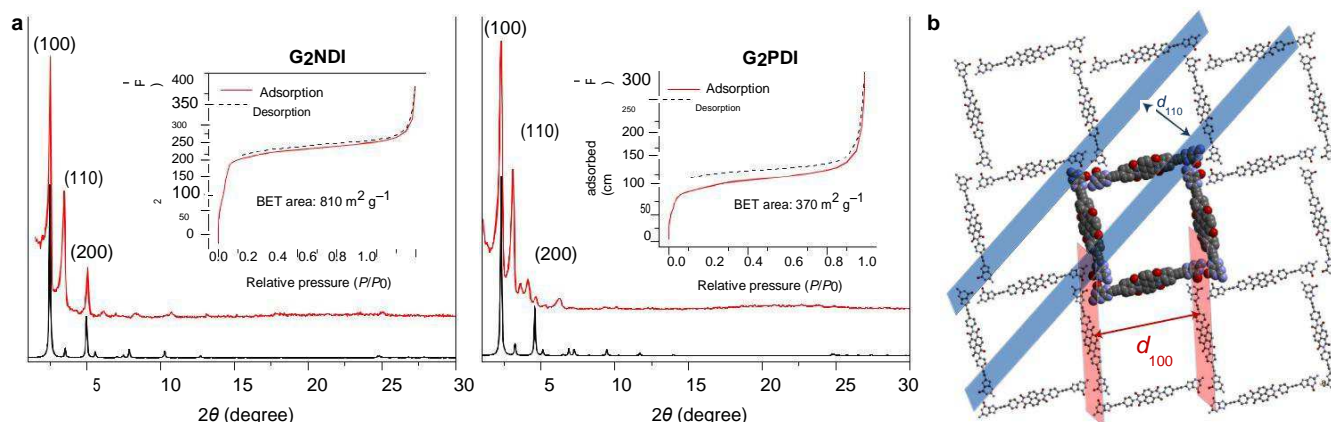 a
(100)
(110)
(200)
G2NDI
400
350
300
250
200
150
100
50
0
2
F)
Adsorption
Desorption
BET area: 810 m² g⁻¹
0.0 0.2 0.4 0.6 0.8 1.0
Relative pressure (P/P0)
5 10 15 20 25 30
2θ (degree)
(100)
(110)
(200)
G2PDI
300
250
200
150
100
50
0
F)
adsorbed
(cm
Adsorption
Desorption
BET area: 370 m² g⁻¹
0.0 0.2 0.4 0.6 0.8 1.0
Relative pressure (P/P0)
5 10 15 20 25 30
2θ (degree)
b
d110
d100